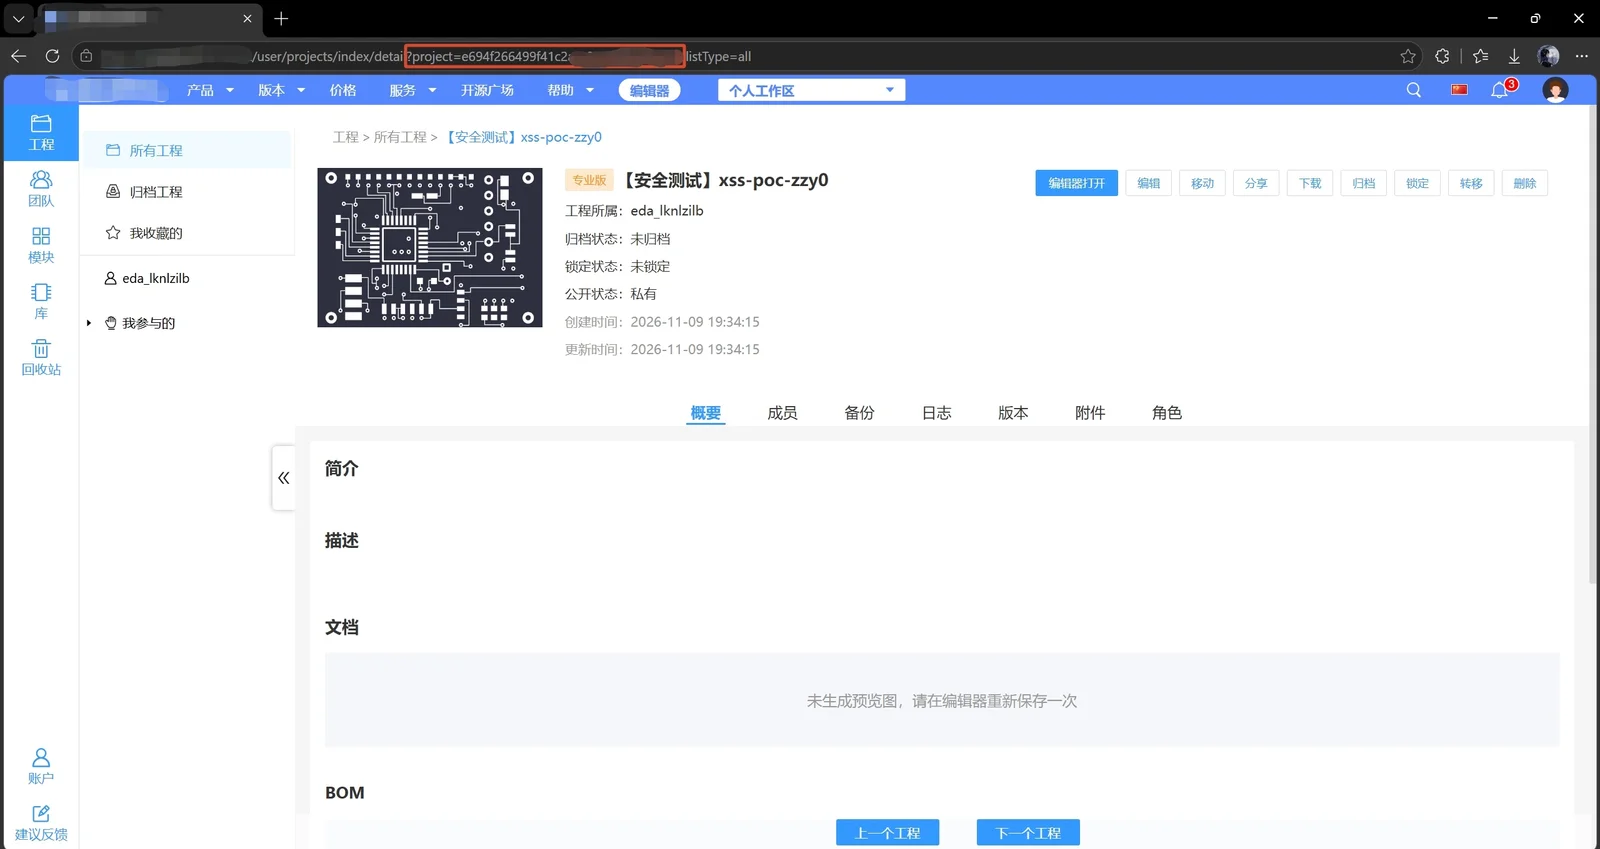 /user/projects/index/detail?project=e694f266499f41c2 listType=all
产品 版本 价格 服务 开源广场 帮助 编辑器 个人工作区 3
工程
团队
模块
库
回收站
账户
建议反馈
所有工程
归档工程
我收藏的
eda_lknlzilb
我参与的
工程 > 所有工程 > 【安全测试】xss-poc-zzy0
专业版 【安全测试】xss-poc-zzy0
编辑器打开 编辑 移动 分享 下载 归档 锁定 转移 删除
工程所属： eda_lknlzilb
归档状态： 未归档
锁定状态： 未锁定
公开状态： 私有
创建时间： 2026-11-09 19:34:15
更新时间： 2026-11-09 19:34:15
概要 成员 备份 日志 版本 附件 角色
简介
描述
文档
未生成预览图，请在编辑器重新保存一次
BOM
上一个工程 下一个工程